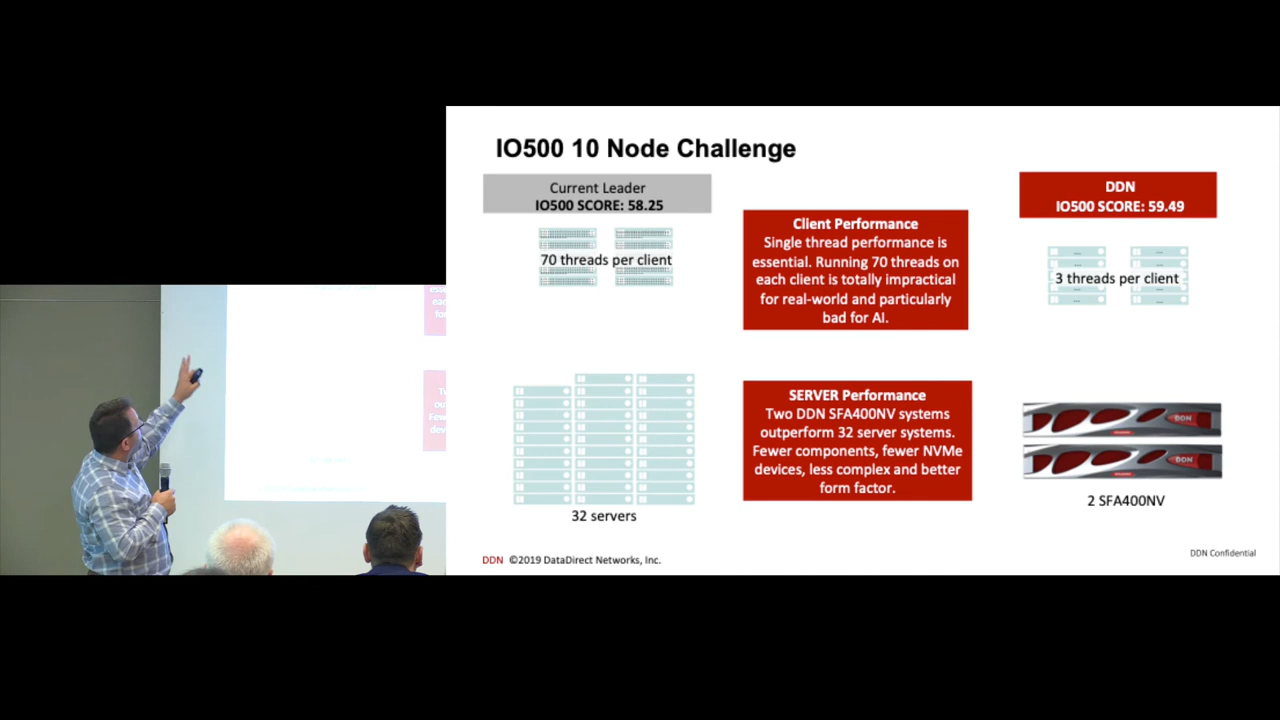 IO500 10 Node Challenge
Current Leader
IO500 SCORE: 58.25
70 threads per client
Client Performance
Single thread performance is
essential. Running 70 threads on
each client is totally impractical
for real-world and particularly
bad for AI.
DDN
IO500 SCORE: 59.49
3 threads per client
32 servers
SERVER Performance
Two DDN SFA400NV systems
outperform 32 server systems.
Fewer components, fewer NVMe
devices, less complex and better
form factor.
DDN
DDN
2 SFA400NV
DDN ©2019 DataDirect Networks, Inc.
DDN Confidential